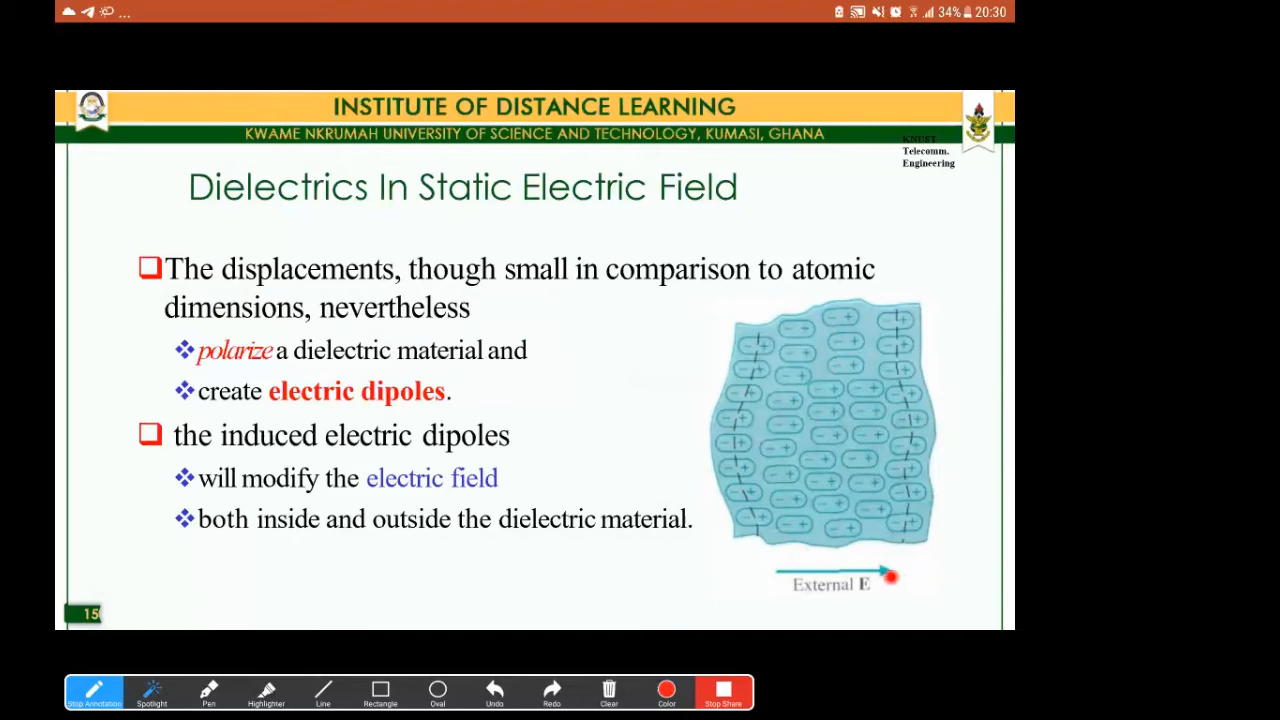 ... 34% 20:30
INSTITUTE OF DISTANCE LEARNING
KWAME NKRUMAH UNIVERSITY OF SCIENCE AND TECHNOLOGY, KUMASI, GHANA
KNUST
Telecomm.
Engineering
Dielectrics In Static Electric Field
The displacements, though small in comparison to atomic
dimensions, nevertheless
polarize a dielectric material and
create electric dipoles.
the induced electric dipoles
will modify the electric field
both inside and outside the dielectric material.
External E
15
Stop Annotation Spotlight Pen Highlighter Line Rectangle Oval Undo Redo Clear Color Stop Share